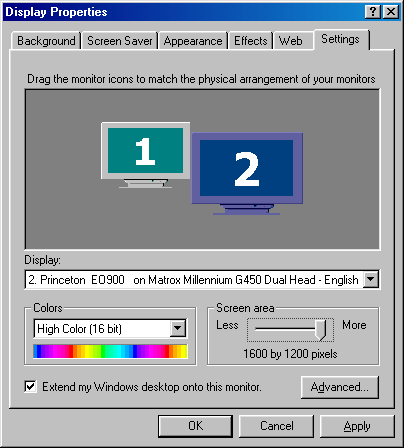 Display Properties
Background Screen Saver Appearance Effects Web Settings
Drag the monitor icons to match the physical arrangement of your monitors
1 2
Display:
2. Princeton EO900 on Matrox Millennium G450 Dual Head - English
Colors
High Color (16 bit)
Screen area
Less More
1600 by 1200 pixels
Extend my Windows desktop onto this monitor.
Advanced...
OK Cancel Apply